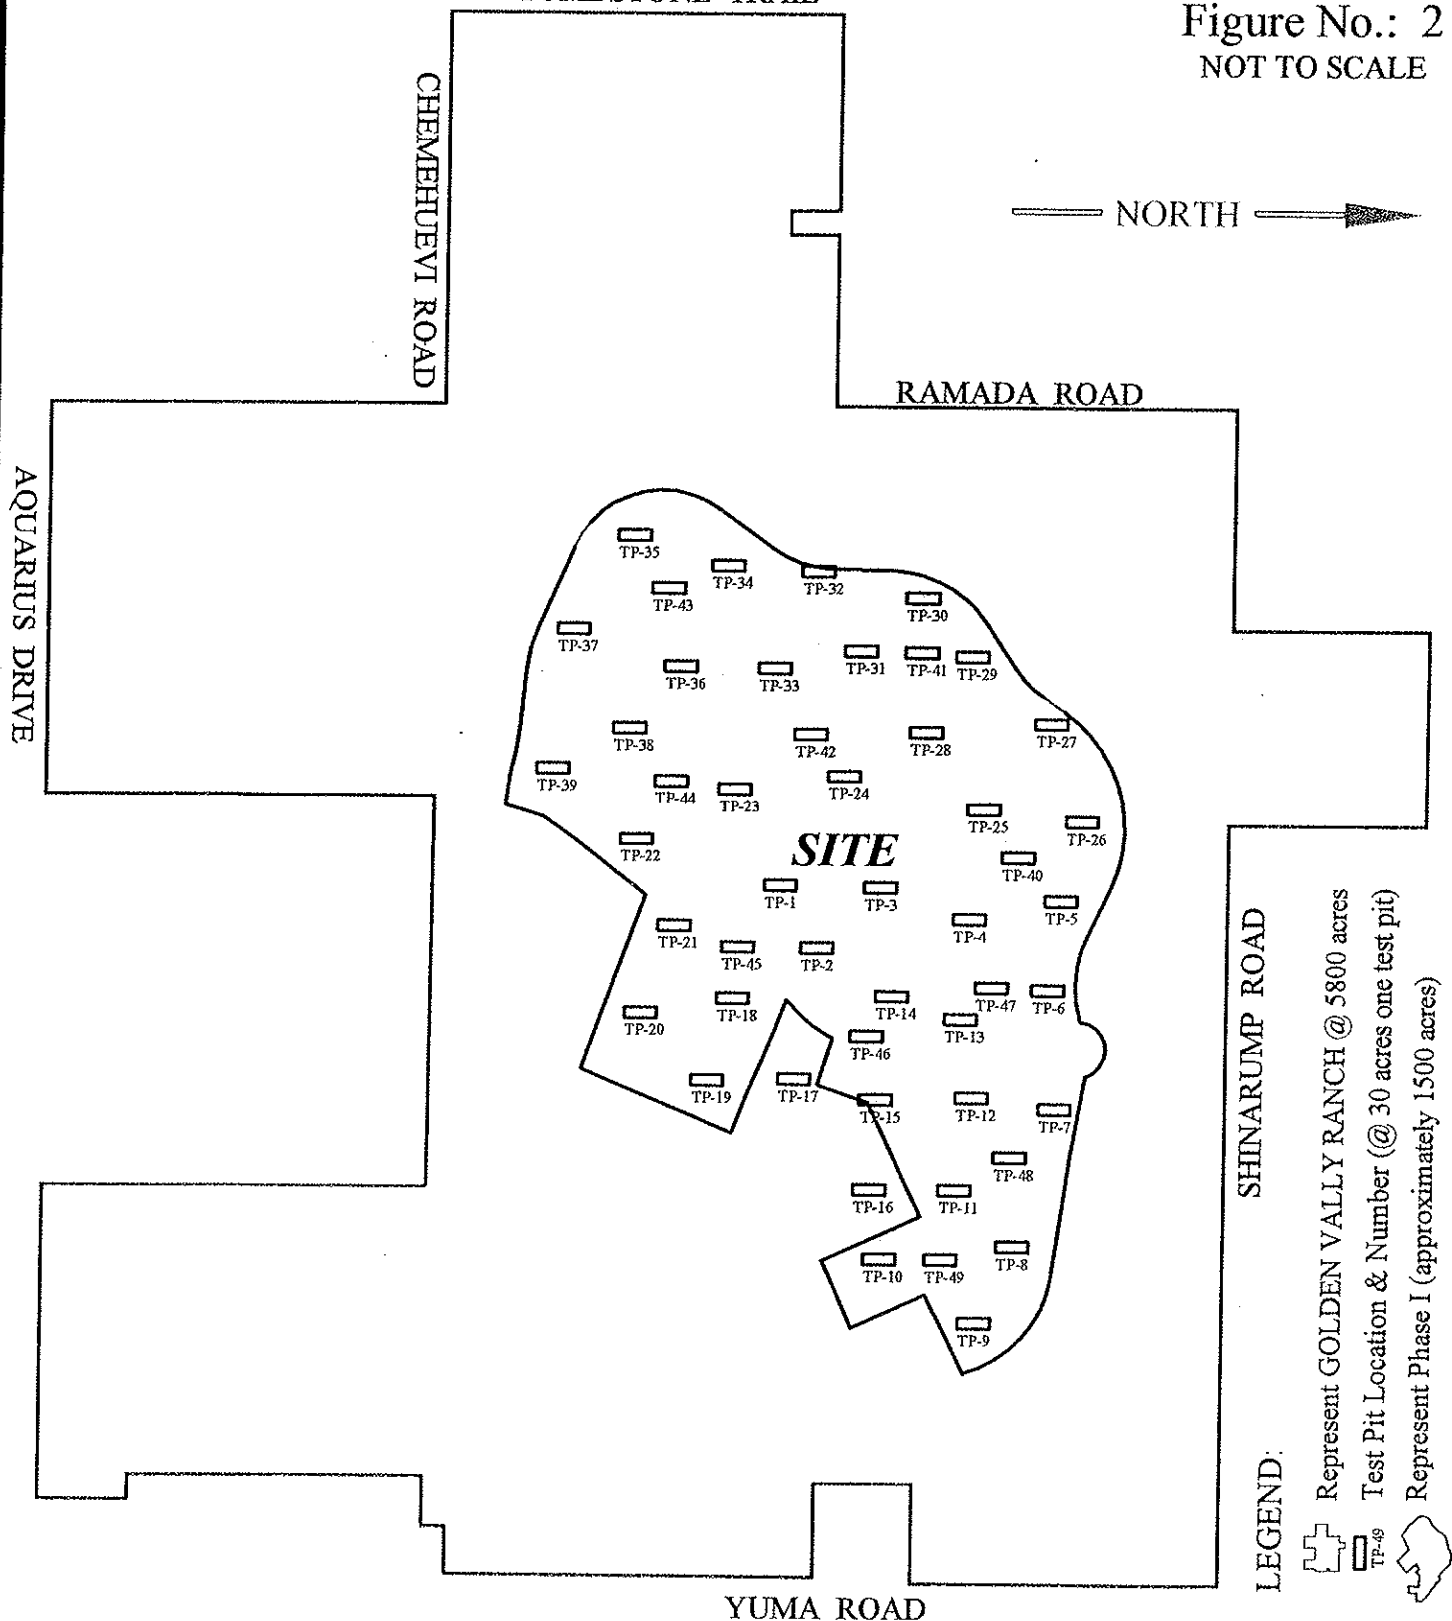 Figure No.: 2
NOT TO SCALE
TRAIL
CHEMEHUEVI ROAD
NORTH
RAMADA ROAD
AQUARIUS DRIVE
TP-35
TP-34
TP-32
TP-43
TP-30
TP-37
TP-36
TP-33
TP-31
TP-41
TP-29
TP-38
TP-42
TP-28
TP-27
TP-39
TP-44
TP-23
TP-24
TP-25
TP-26
TP-22
SITE
TP-40
TP-1
TP-3
TP-5
TP-21
TP-45
TP-2
TP-4
TP-20
TP-18
TP-14
TP-47
TP-6
TP-46
TP-13
TP-19
TP-17
TP-15
TP-12
TP-7
TP-48
TP-16
TP-11
TP-10
TP-49
TP-8
TP-9
SHINARUMP ROAD
YUMA ROAD
LEGEND:
Represent GOLDEN VALLY RANCH @ 5800 acres
TP-49
Test Pit Location & Number (@ 30 acres one test pit)
Represent Phase I (approximately 1500 acres)